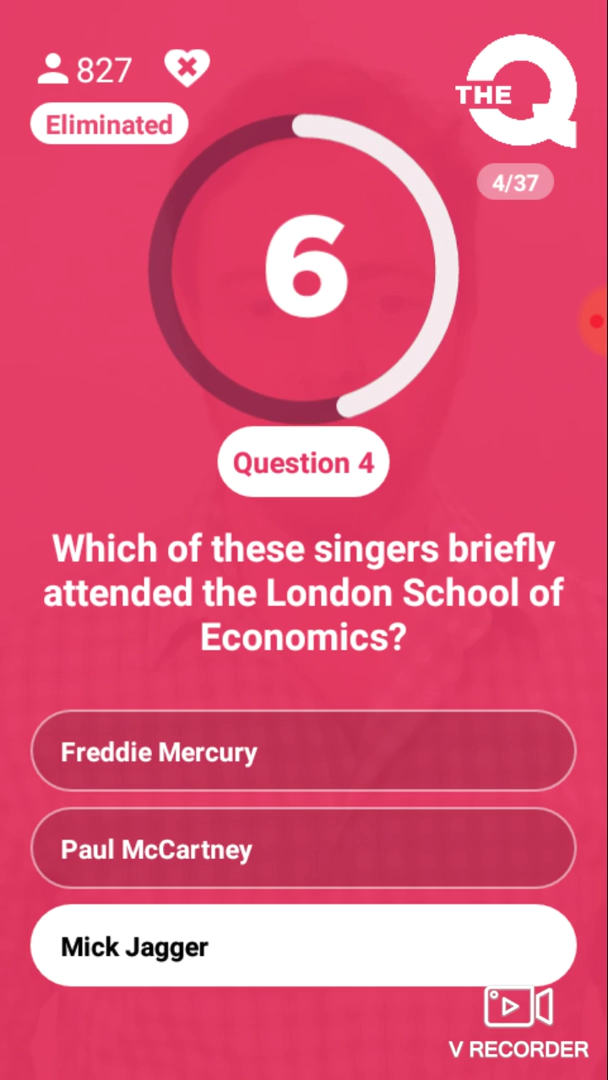 827
THE Q
Eliminated
4/37
6
Question 4
Which of these singers briefly
attended the London School of
Economics?
Freddie Mercury
Paul McCartney
Mick Jagger
V RECORDER